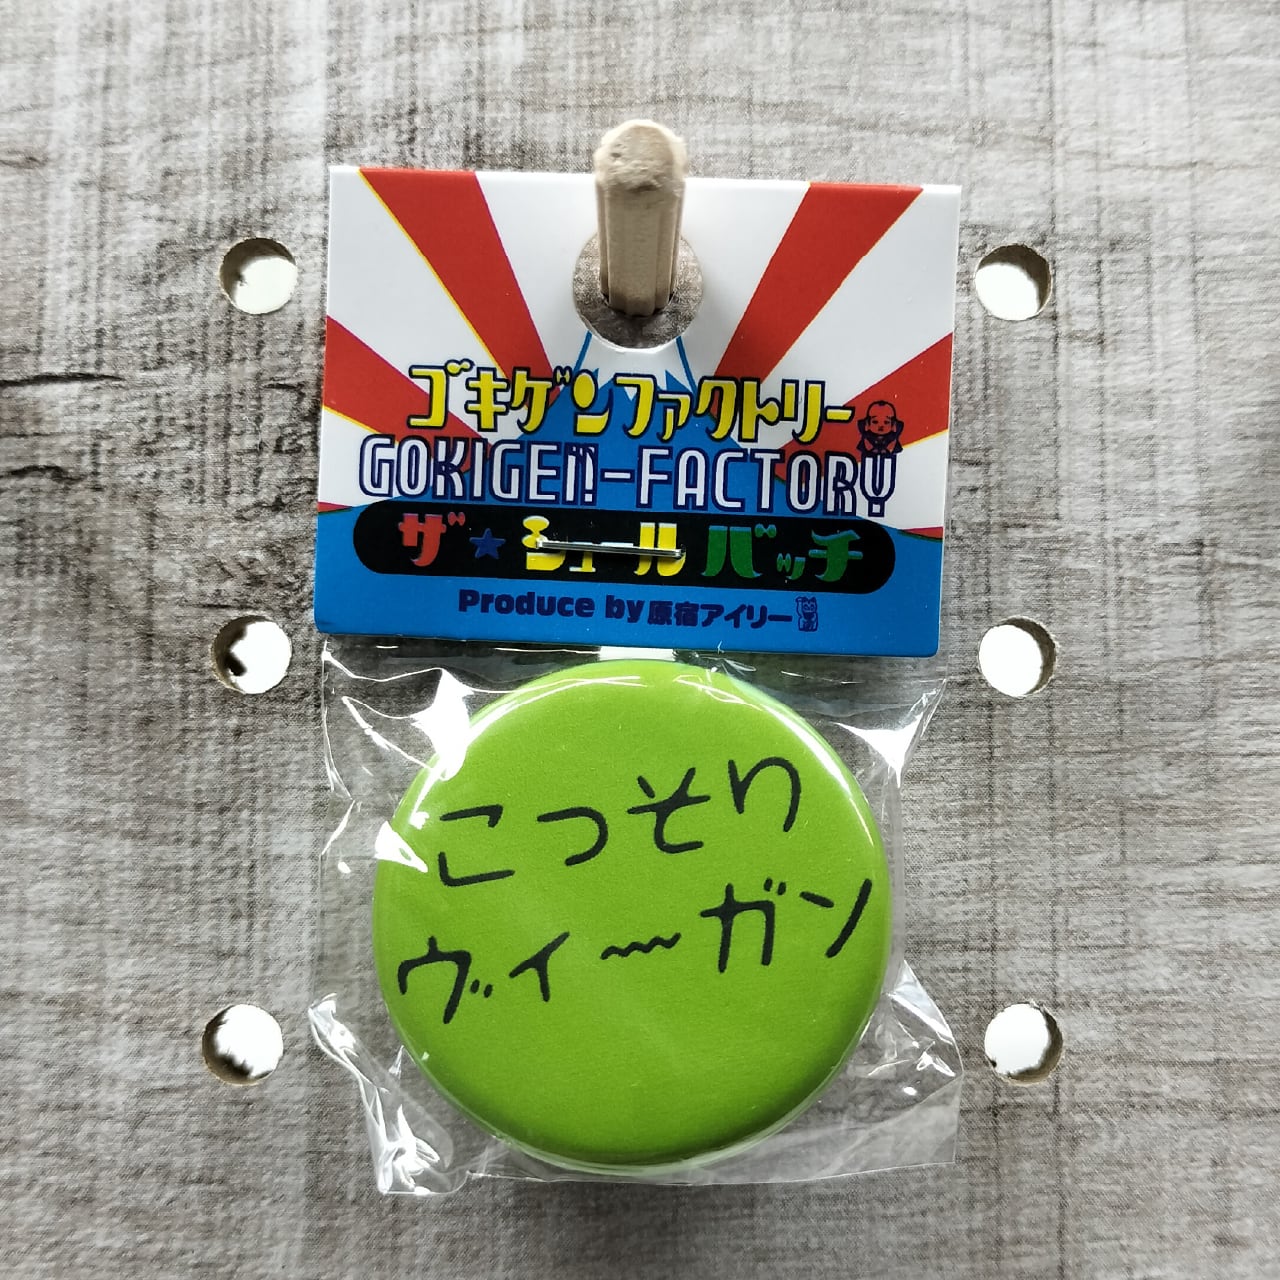 ゴキゲンファクトリー
GOKIGEN!-FACTORY
ザ★シュールバッチ
Produce by 原宿アイリー
こっそり
ヴィーガン